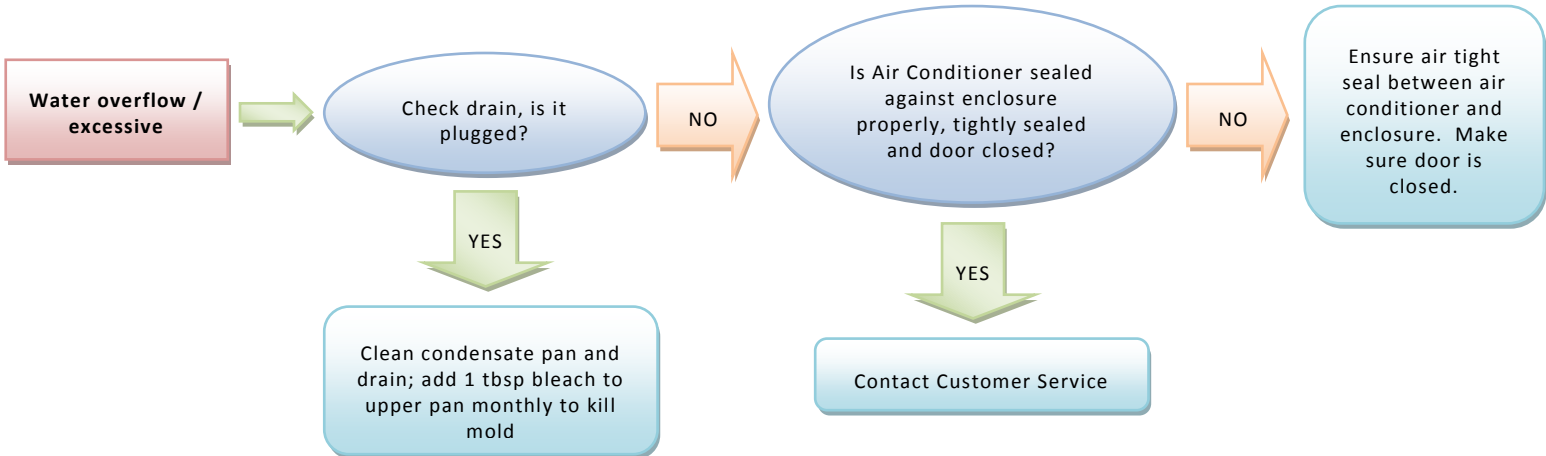 Water overflow /
excessive
Check drain, is it
plugged?
NO
Is Air Conditioner sealed
against enclosure
properly, tightly sealed
and door closed?
NO
Ensure air tight
seal between air
conditioner and
enclosure. Make
sure door is
closed.
YES
YES
Clean condensate pan and
drain; add 1 tbsp bleach to
upper pan monthly to kill
mold
Contact Customer Service